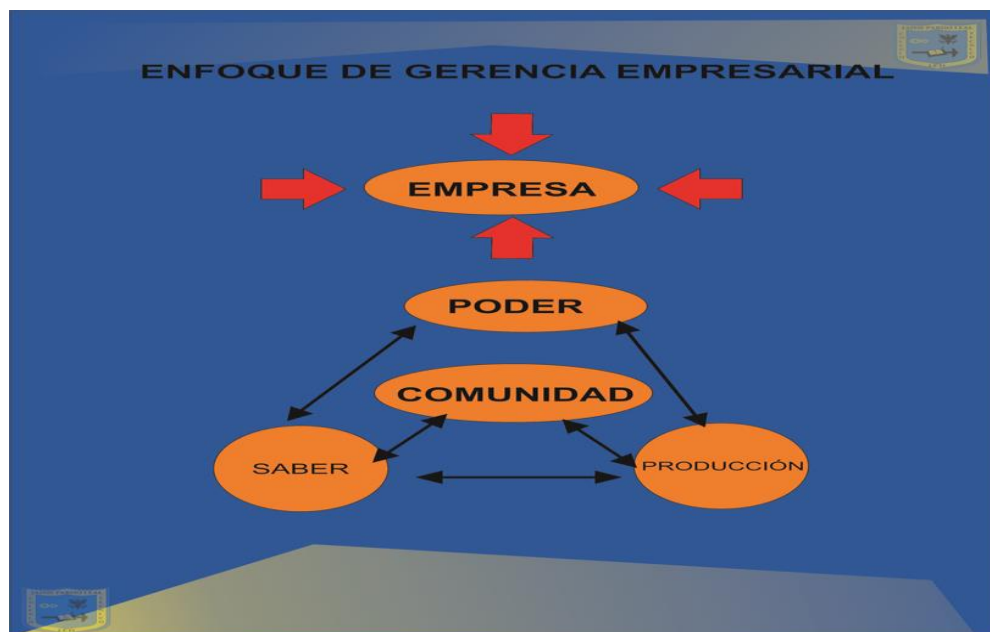 ENFOQUE DE GERENCIA EMPRESARIAL
EMPRESA
PODER
COMUNIDAD
SABER
PRODUCCIÓN